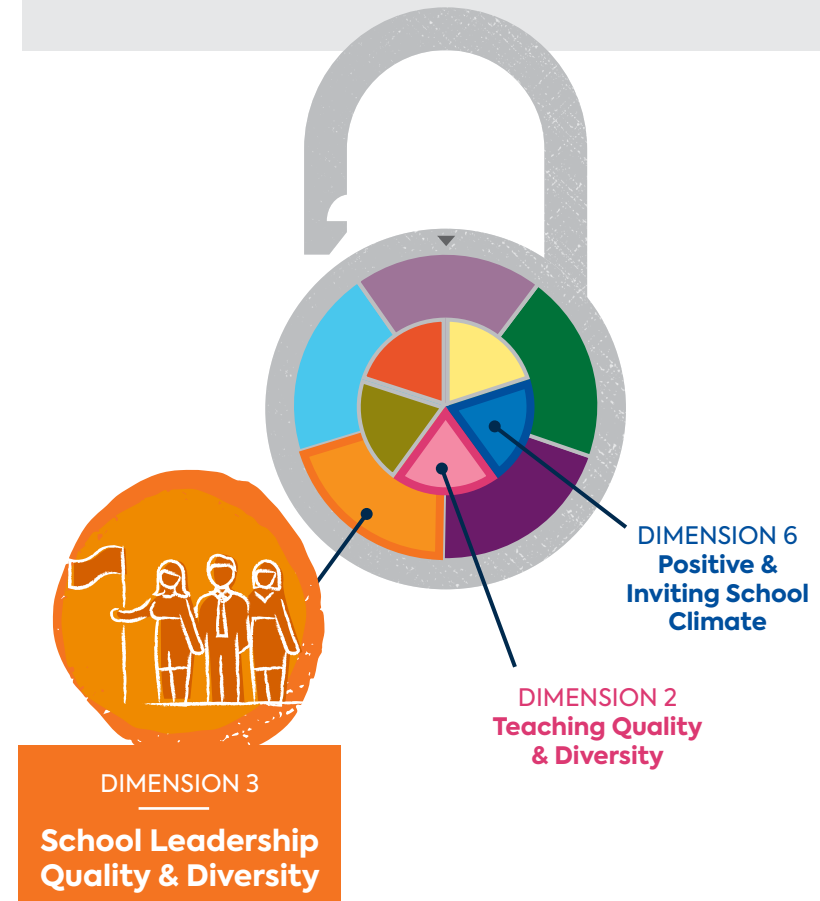 DIMENSION 6
Positive &
Inviting School
Climate
DIMENSION 2
Teaching Quality
& Diversity
DIMENSION 3
School Leadership
Quality & Diversity